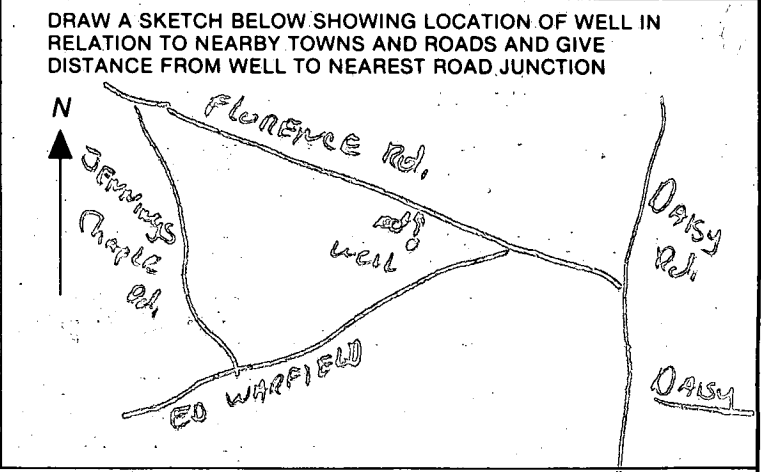 DRAW A SKETCH BELOW SHOWING LOCATION OF WELL IN
RELATION TO NEARBY TOWNS AND ROADS AND GIVE
DISTANCE FROM WELL TO NEAREST ROAD JUNCTION
N
FLORENCE Rd.
JENNINGS
Chaple
Rd.
WELL
DAISY
Rd.
ED WARFIELD
DAISY